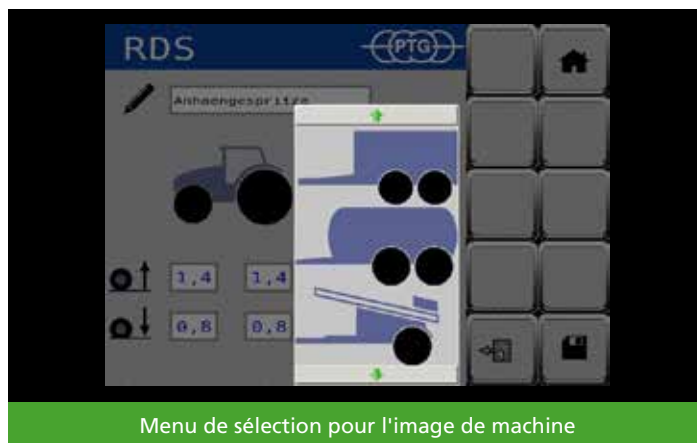 RDS
PTG
Anhaengespritze
1,4 1,4
0,8 0,8
Menu de sélection pour l'image de machine